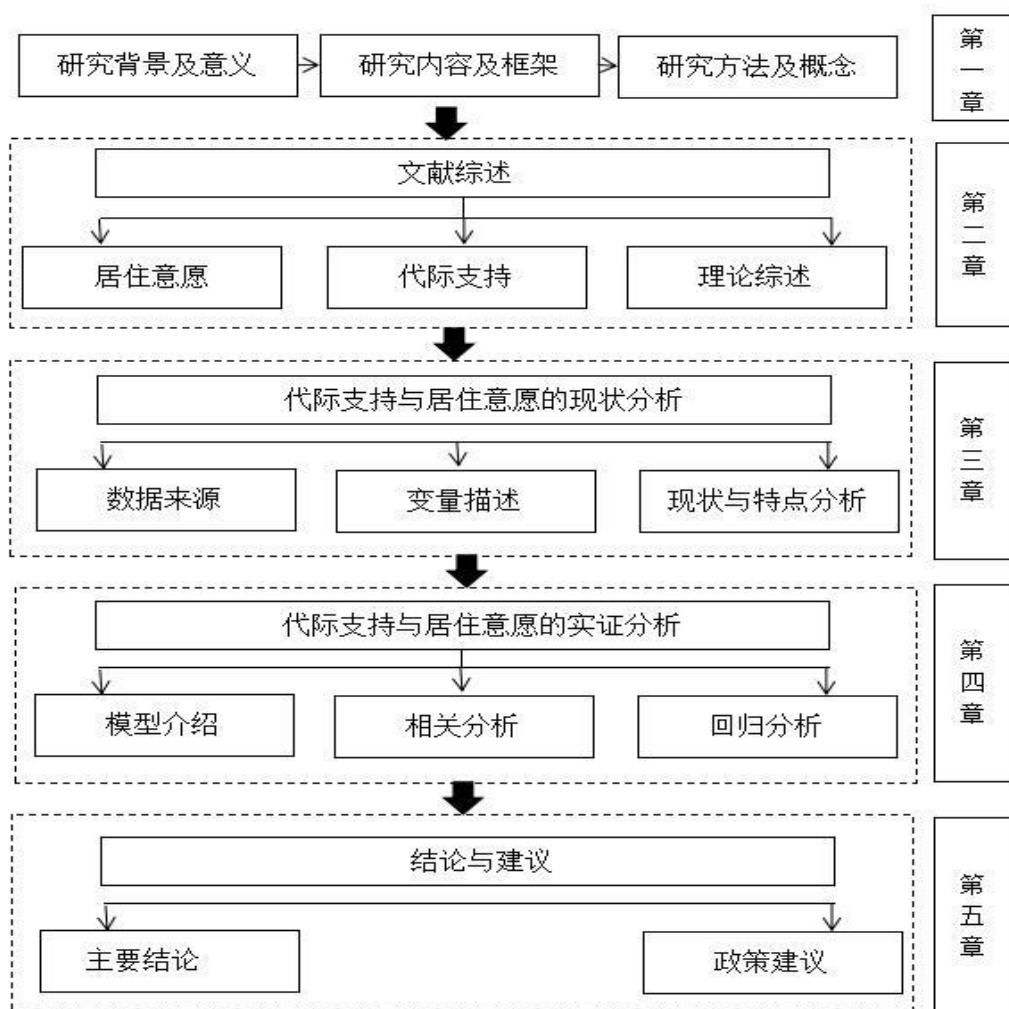 研究背景及意义
研究内容及框架
研究方法及概念
第一章
文献综述
居住意愿
代际支持
理论综述
第二章
代际支持与居住意愿的现状分析
数据来源
变量描述
现状与特点分析
第三章
代际支持与居住意愿的实证分析
模型介绍
相关分析
回归分析
第四章
结论与建议
主要结论
政策建议
第五章